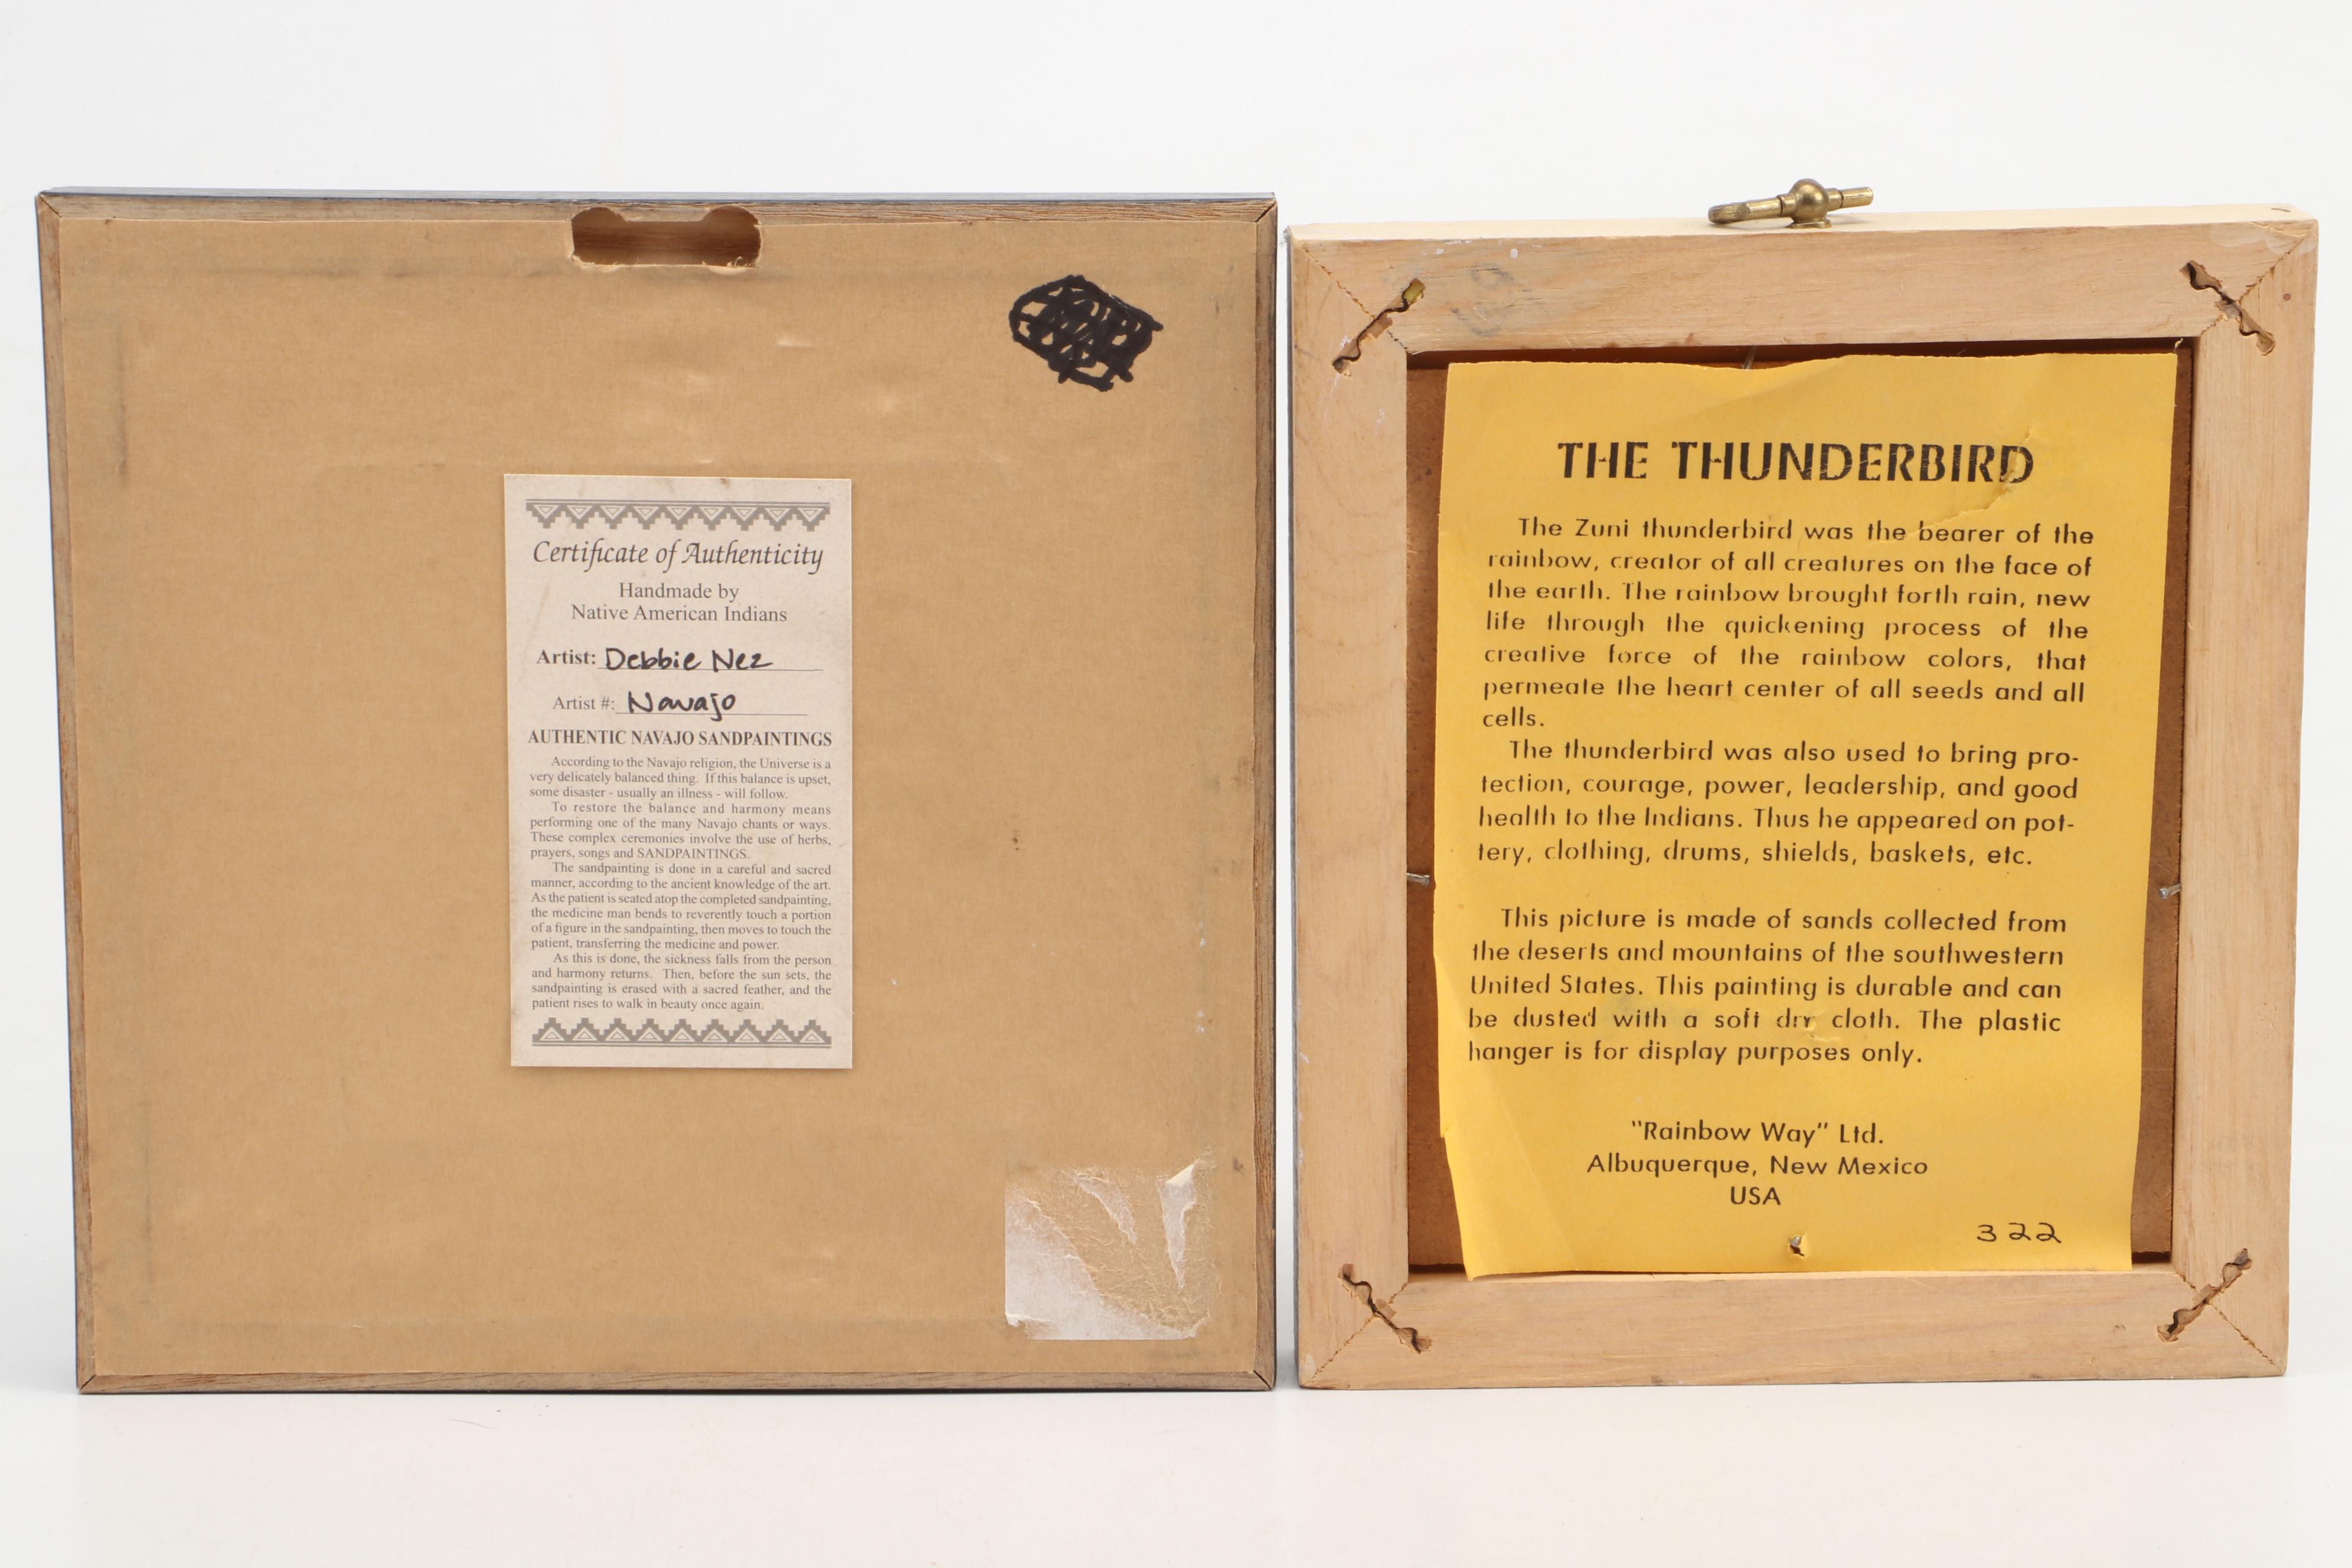 Certificate of Authenticity
Handmade by
Native American Indians
Artist: Debbie Nez
Artist #: Navajo
AUTHENTIC NAVAJO SANDPAINTINGS
According to the Navajo religion, the Universe is a
very delicately balanced thing. If this balance is upset,
some disaster - usually an illness - will follow.
To restore the balance and harmony means
performing one of the many Navajo chants or ways.
These complex ceremonies involve the use of herbs,
prayers, songs and SANDPAINTINGS.
The sandpainting is done in a careful and sacred
manner, according to the ancient knowledge of the art.
As the patient is seated atop the completed sandpainting,
the medicine man bends to reverently touch a portion
of a figure in the sandpainting, then moves to touch the
patient, transferring the medicine and power.
As this is done, the sickness falls from the person
and harmony returns. Then, before the sun sets, the
sandpainting is erased with a sacred feather, and the
patient rises to walk in beauty once again.
THE THUNDERBIRD
The Zuni thunderbird was the bearer of the
rainbow, creator of all creatures on the face of
the earth. The rainbow brought forth rain, new
life through the quickening process of the
creative force of the rainbow colors, that
permeate the heart center of all seeds and all
cells.
The thunderbird was also used to bring pro-
tection, courage, power, leadership, and good
health to the Indians. Thus he appeared on pot-
tery, clothing, drums, shields, baskets, etc.
This picture is made of sands collected from
the deserts and mountains of the southwestern
United States. This painting is durable and can
be dusted with a soft dry cloth. The plastic
hanger is for display purposes only.
"Rainbow Way" Ltd.
Albuquerque, New Mexico
USA
322